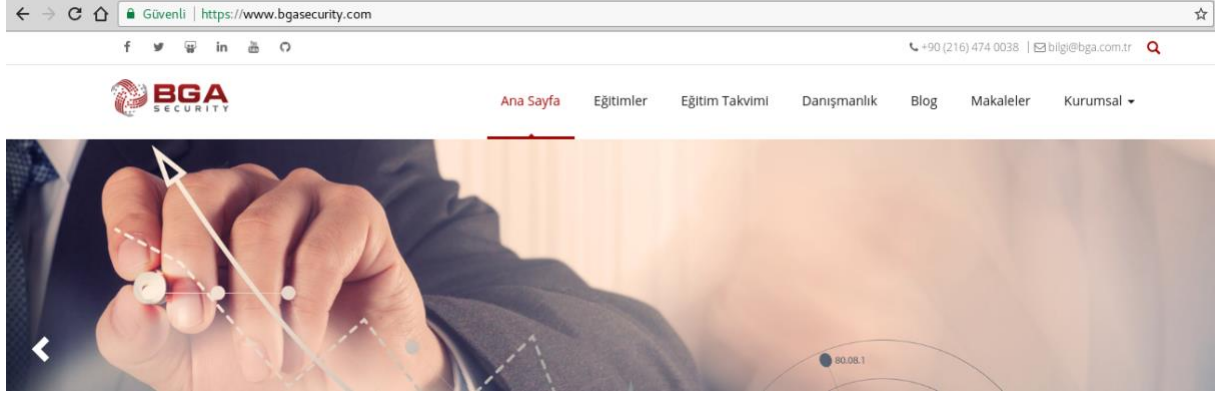 Güvenli | https://www.bgasecurity.com
+90 (216) 474 0038 | bilgi@bga.com.tr
BGA
SECURITY
Ana Sayfa Eğitimler Eğitim Takvimi Danışmanlık Blog Makaleler Kurumsal
80.08.1